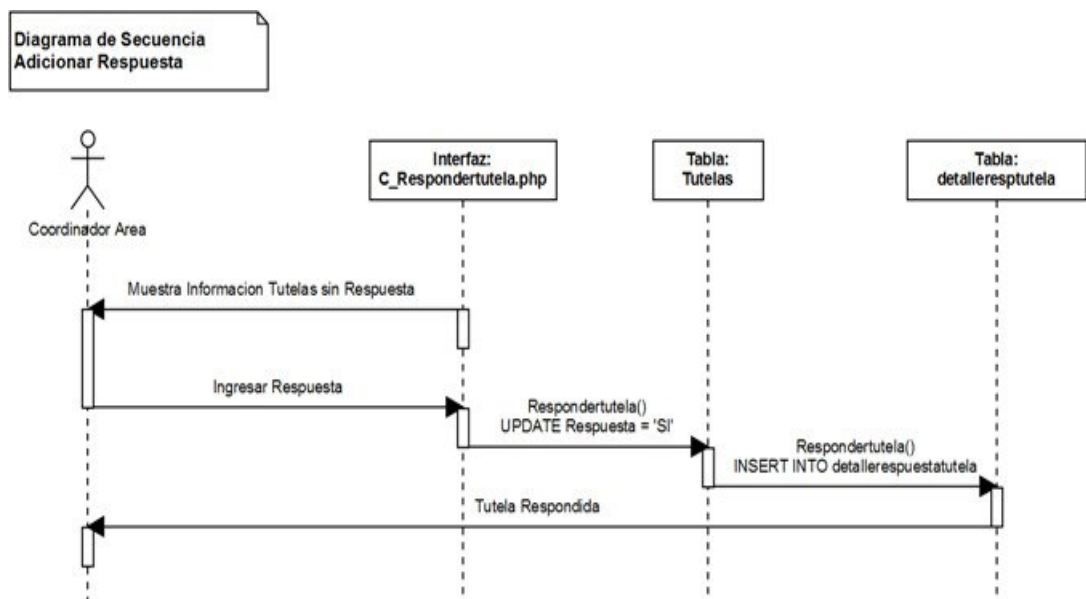 Diagrama de Secuencia
Adicionar Respuesta
Coordinador Area
Interfaz:
C_Respondertutela.php
Tabla:
Tutelas
Tabla:
detalleresptutela
Muestra Informacion Tutelas sin Respuesta
Ingresar Respuesta
Respondertutela()
UPDATE Respuesta = 'SI'
Respondertutela()
INSERT INTO detallerespuestatutela
Tutela Respondida